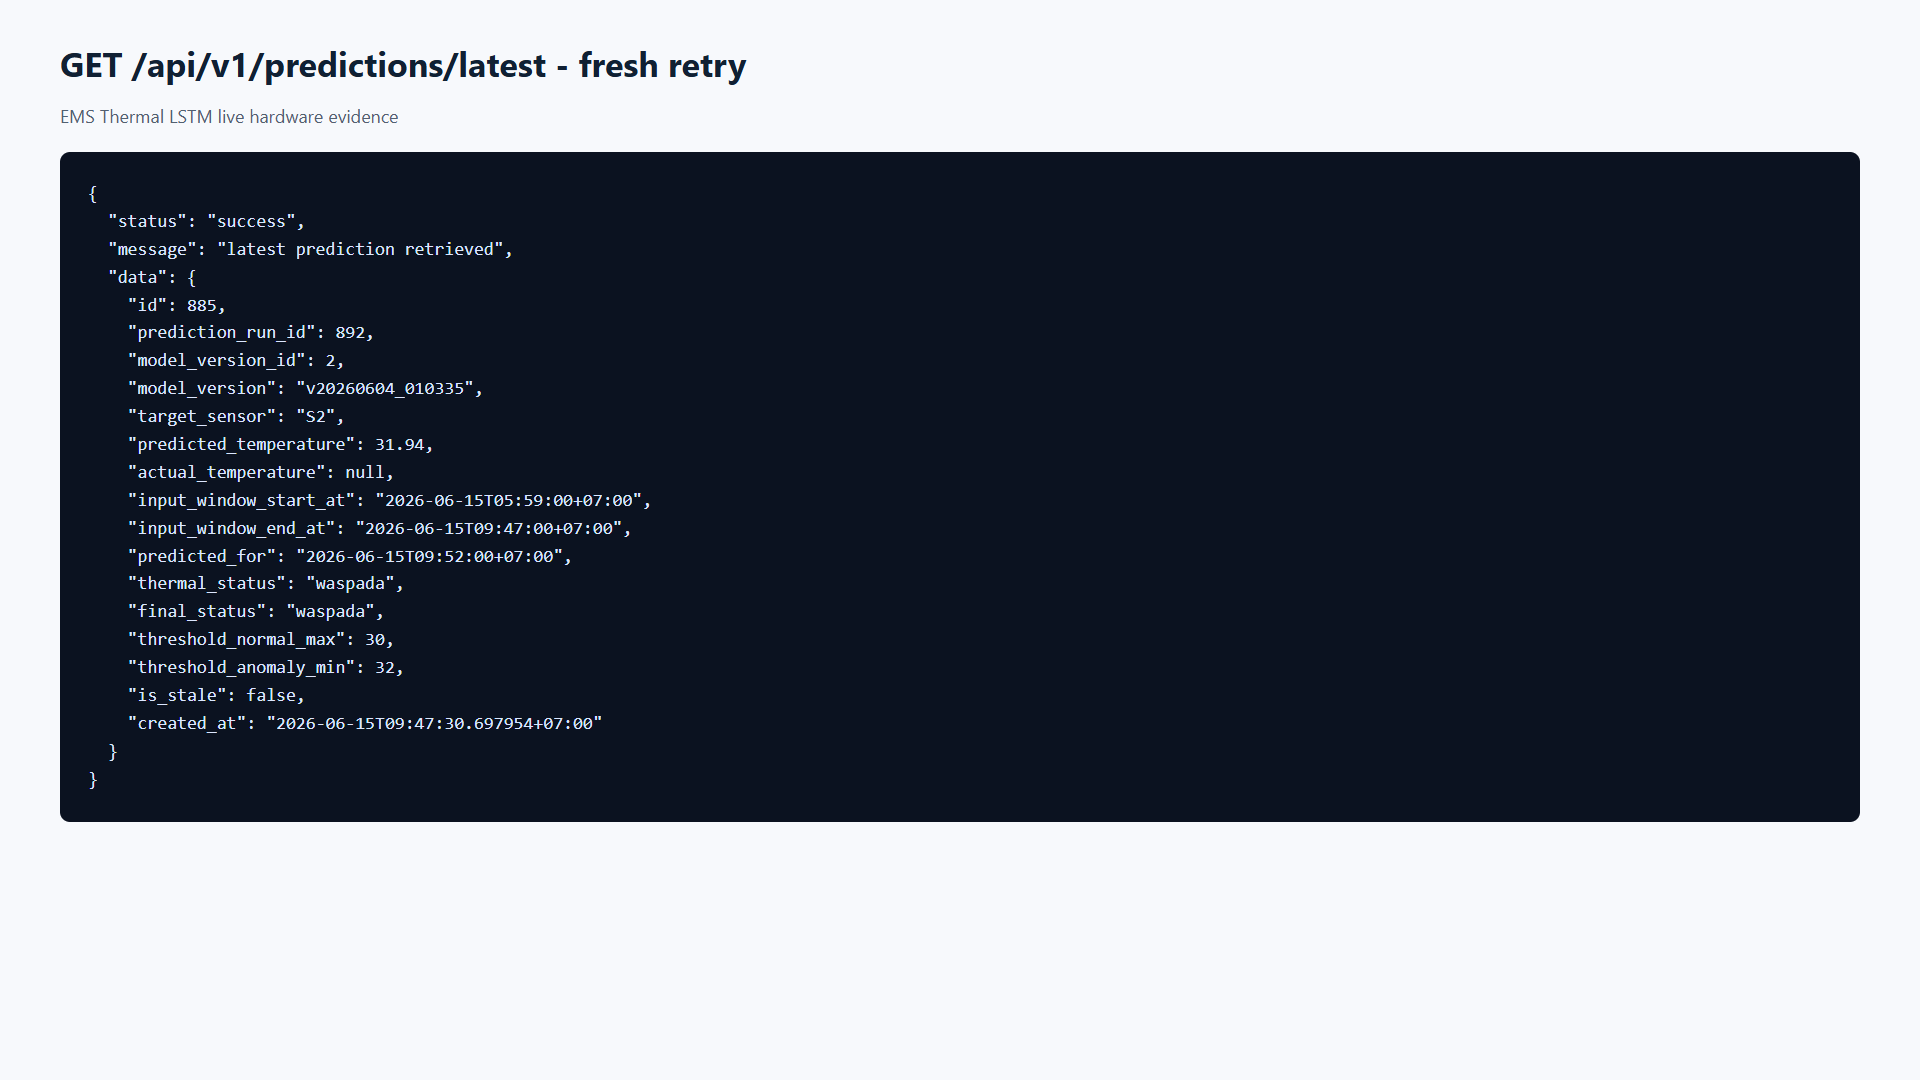 GET /api/v1/predictions/latest - fresh retry
EMS Thermal LSTM live hardware evidence
{
  "status": "success",
  "message": "latest prediction retrieved",
  "data": {
    "id": 885,
    "prediction_run_id": 892,
    "model_version_id": 2,
    "model_version": "v20260604_010335",
    "target_sensor": "S2",
    "predicted_temperature": 31.94,
    "actual_temperature": null,
    "input_window_start_at": "2026-06-15T05:59:00+07:00",
    "input_window_end_at": "2026-06-15T09:47:00+07:00",
    "predicted_for": "2026-06-15T09:52:00+07:00",
    "thermal_status": "waspada",
    "final_status": "waspada",
    "threshold_normal_max": 30,
    "threshold_anomaly_min": 32,
    "is_stale": false,
    "created_at": "2026-06-15T09:47:30.697954+07:00"
  }
}